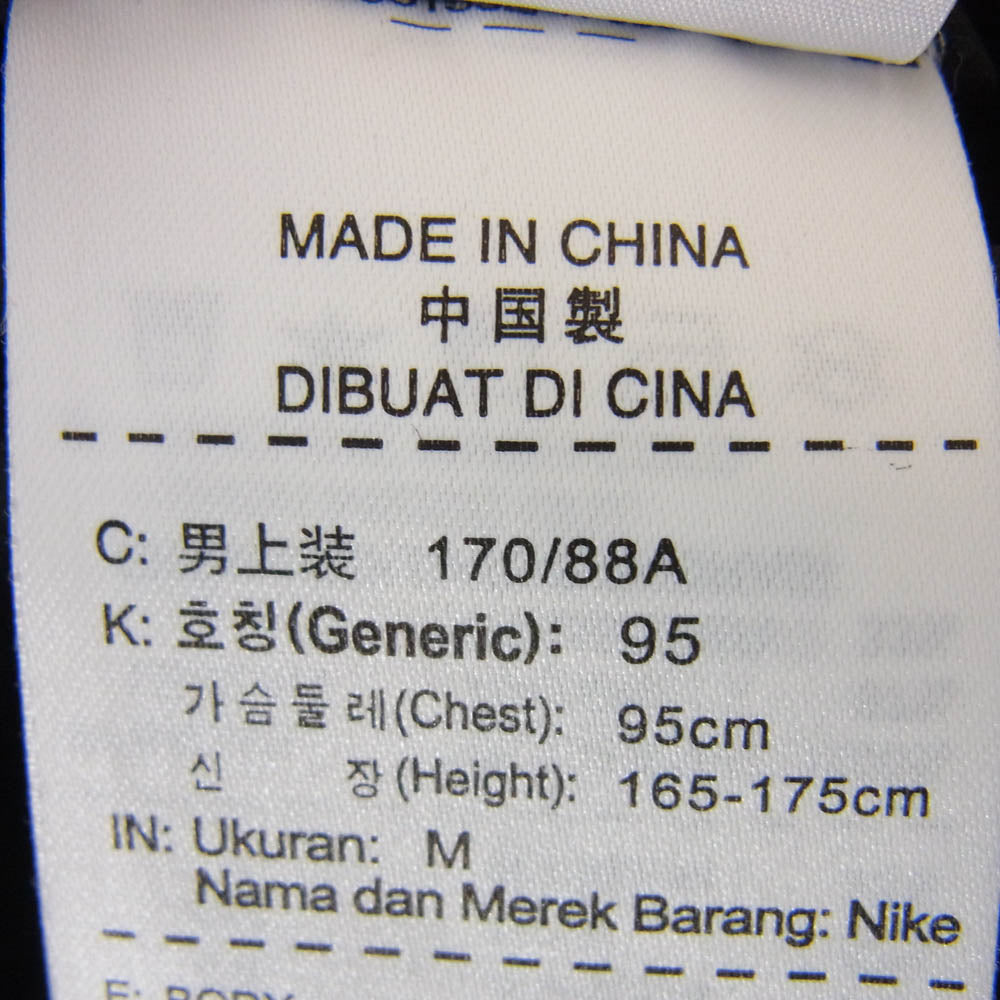 MADE IN CHINA
中国製
DIBUAT DI CINA
C: 男上装 170/88A
K: 호칭(Generic): 95
가슴둘레(Chest): 95cm
신 장(Height): 165-175cm
IN: Ukuran: M
Nama dan Merek Barang: Nike
E: BODY